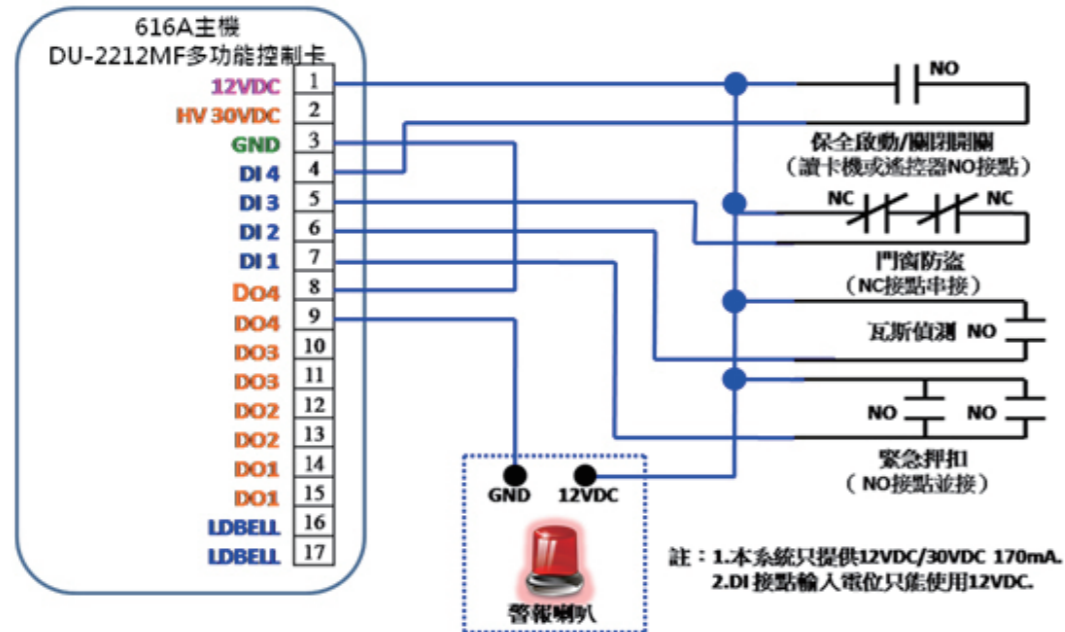 616A主機
DU-2212MF多功能控制卡
12VDC 1
HV 30VDC 2
GND 3
DI 4 4
DI 3 5
DI 2 6
DI 1 7
DO4 8
DO4 9
DO3 10
DO3 11
DO2 12
DO2 13
DO1 14
DO1 15
LDBELL 16
LDBELL 17
NO
保全啟動/關閉開關
(讀卡機或遙控器NO接點)
NC NC
門窗防盜
(NC接點串接)
瓦斯偵測 NO
NO NO
緊急押扣
(NO接點並接)
GND 12VDC
警報喇叭
註：1.本系統只提供12VDC/30VDC 170mA.
2.DI 接點輸入電位只能使用12VDC.